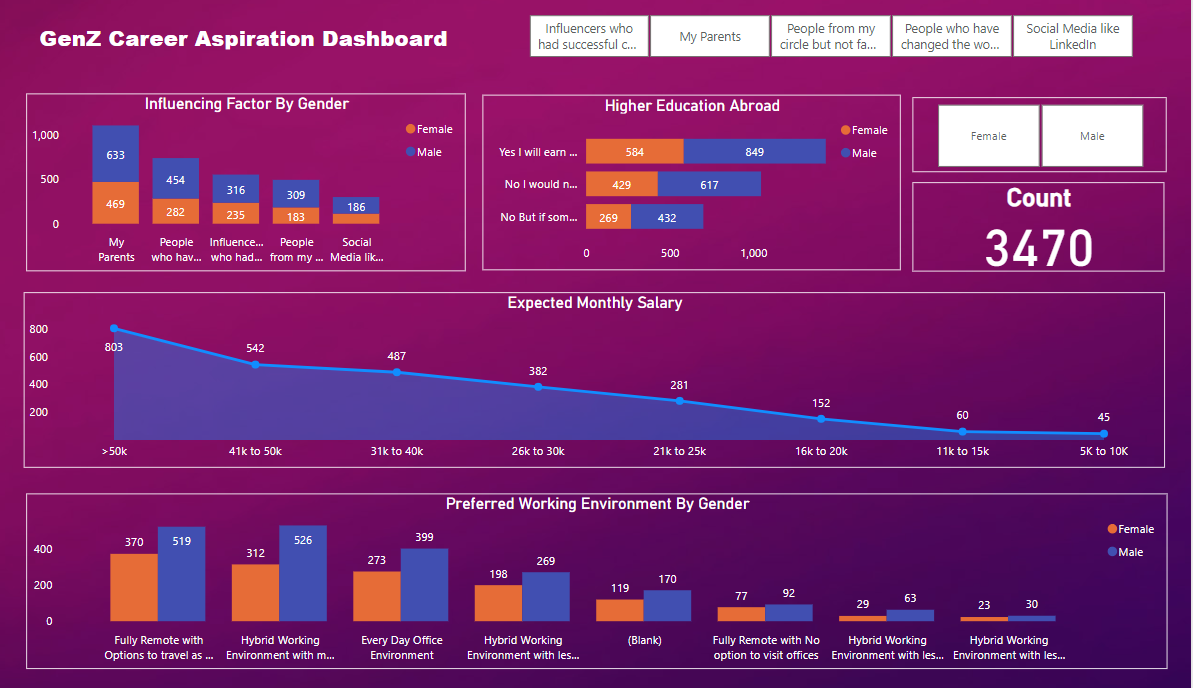 GenZ Career Aspiration Dashboard
Influencers who
had successful c...
My Parents
People from my
circle but not fa...
People who have
changed the wo...
Social Media like
LinkedIn
Influencing Factor By Gender
Female
Male
1,000
500
0
633
469
454
282
316
235
309
183
186
My
Parents
People
who hav...
Influence...
who had...
People
from my ...
Social
Media lik...
Higher Education Abroad
Female
Male
Yes I will earn ...
584
849
No I would n...
429
617
No But if som...
269
432
0
500
1,000
Female
Male
Count
3470
Expected Monthly Salary
800
600
400
200
803
542
487
382
281
152
60
45
>50k
41k to 50k
31k to 40k
26k to 30k
21k to 25k
16k to 20k
11k to 15k
5K to 10K
Preferred Working Environment By Gender
Female
Male
400
200
0
370
519
312
526
273
399
198
269
119
170
77
92
29
63
23
30
Fully Remote with
Options to travel as ...
Hybrid Working
Environment with m...
Every Day Office
Environment
Hybrid Working
Environment with les...
(Blank)
Fully Remote with No
option to visit offices
Hybrid Working
Environment with les...
Hybrid Working
Environment with les...